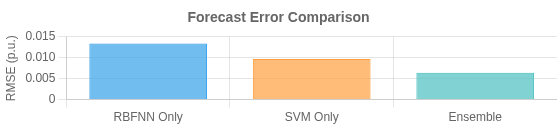 Forecast Error Comparison
RMSE (p.u.)
0.015
0.010
0.005
0
RBFNN Only
SVM Only
Ensemble